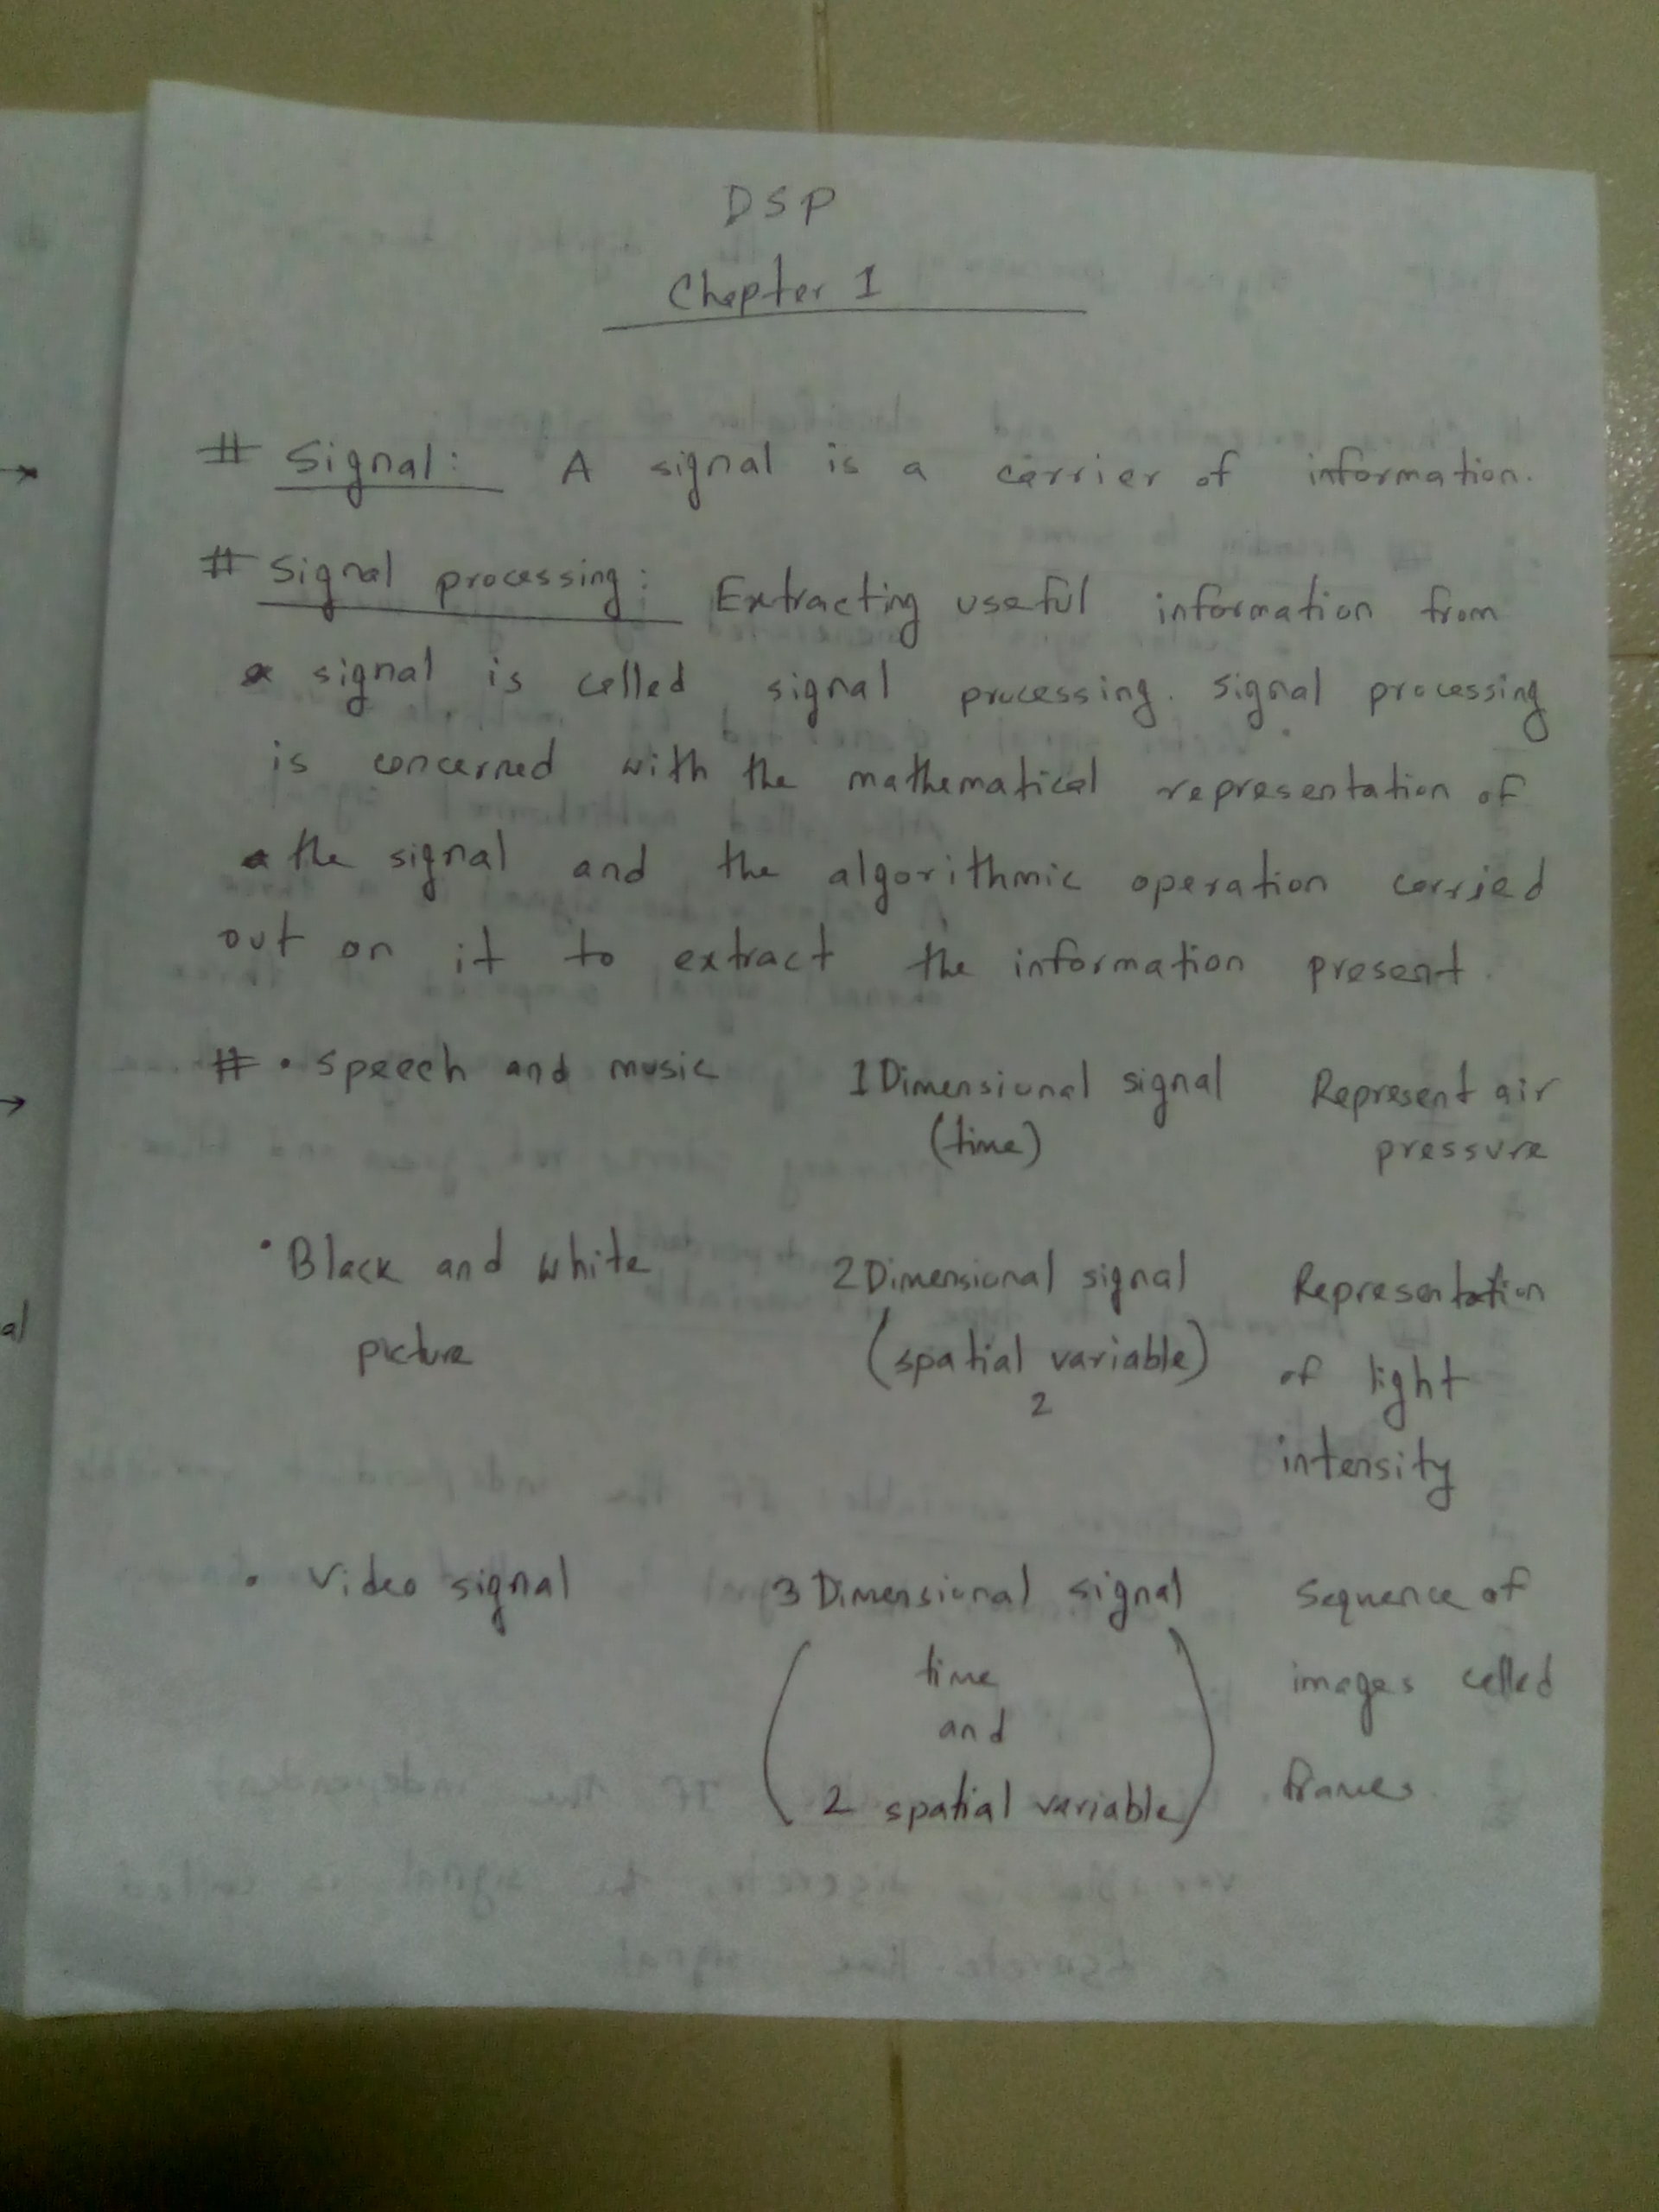 DSP
Chapter 1
# Signal: A signal is a carrier of information.
# Signal processing: Extracting useful information from
a signal is called signal processing. Signal processing
is concerned with the mathematical representation of
the signal and the algorithmic operation carried
out on it to extract the information present.
# • Speech and music 1 Dimensional signal Represent air
(time) pressure
• Black and white 2 Dimensional signal Representation
picture (spatial variable) of light
2
intensity
• Video signal 3 Dimensional signal Sequence of
time images called
and
2 spatial variable frames.
al